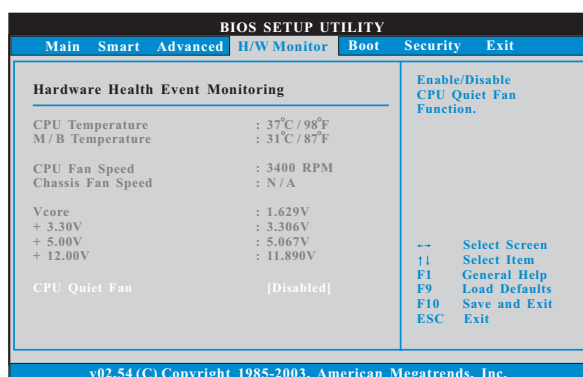 BIOS SETUP UTILITY
Main Smart Advanced H/W Monitor Boot Security Exit
Hardware Health Event Monitoring
CPU Temperature : 37°C / 98°F
M / B Temperature : 31°C / 87°F
CPU Fan Speed : 3400 RPM
Chassis Fan Speed : N / A
Vcore : 1.629V
+ 3.30V : 3.306V
+ 5.00V : 5.067V
+ 12.00V : 11.890V
CPU Quiet Fan [Disabled]
Enable/Disable
CPU Quiet Fan
Function.
←→ Select Screen
↑↓ Select Item
F1 General Help
F9 Load Defaults
F10 Save and Exit
ESC Exit
v02.54 (C) Copyright 1985-2003, American Megatrends, Inc.